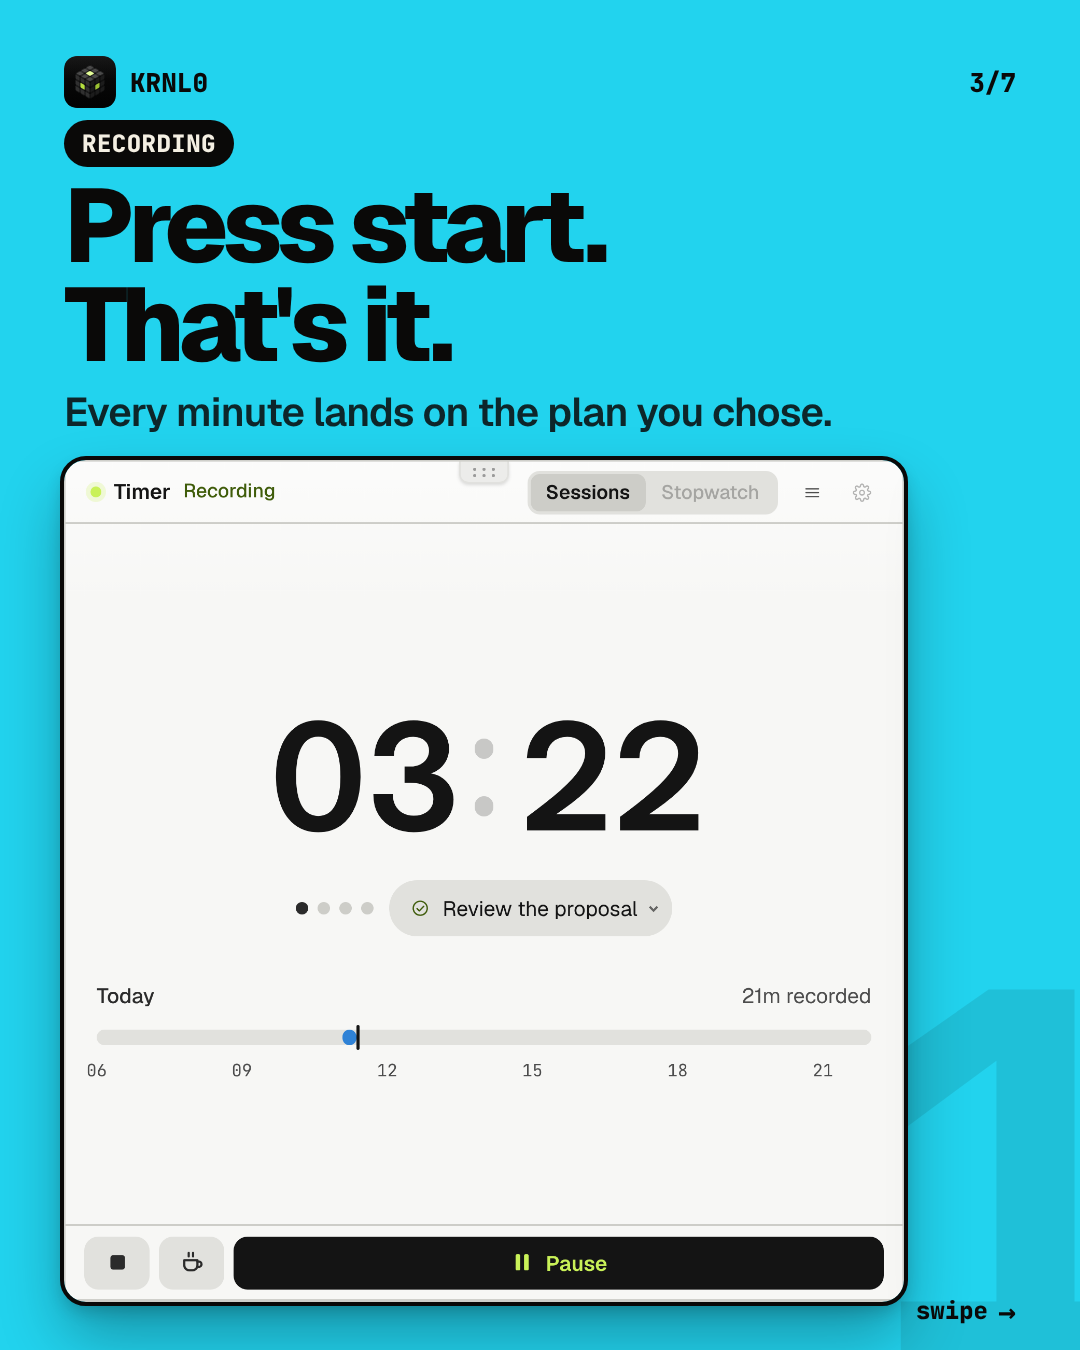 KRNL0
3/7
RECORDING
Press start.
That's it.
Every minute lands on the plan you chose.
Timer Recording
Sessions Stopwatch
03:22
Review the proposal
Today
21m recorded
06 09 12 15 18 21
Pause
1
swipe →